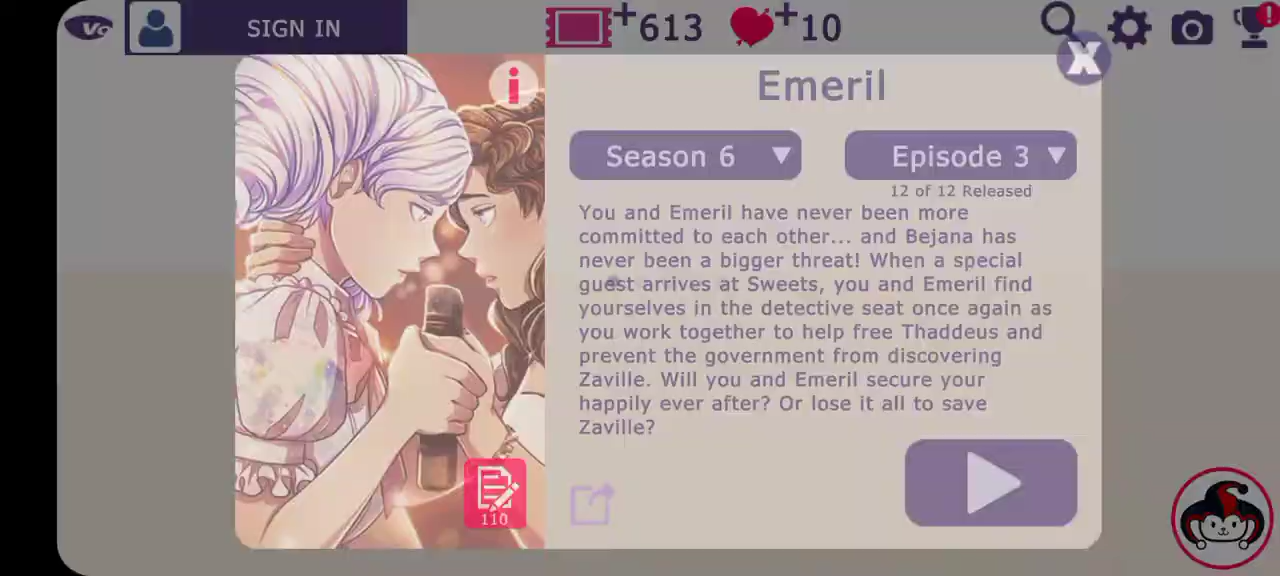 SIGN IN
+613
+10
!
X
i
Emeril
Season 6
Episode 3
12 of 12 Released
You and Emeril have never been more
committed to each other... and Bejana has
never been a bigger threat! When a special
guest arrives at Sweets, you and Emeril find
yourselves in the detective seat once again as
you work together to help free Thaddeus and
prevent the government from discovering
Zaville. Will you and Emeril secure your
happily ever after? Or lose it all to save
Zaville?
110